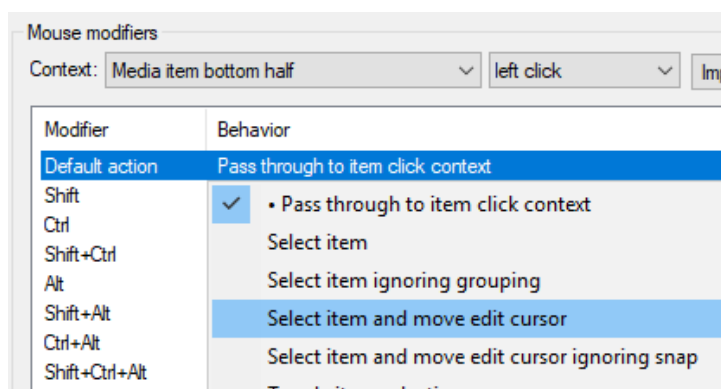 Mouse modifiers
Context: Media item bottom half left click
Modifier Behavior
Default action Pass through to item click context
Shift • Pass through to item click context
Ctrl Select item
Shift+Ctrl
Alt Select item ignoring grouping
Shift+Alt Select item and move edit cursor
Ctrl+Alt
Shift+Ctrl+Alt Select item and move edit cursor ignoring snap